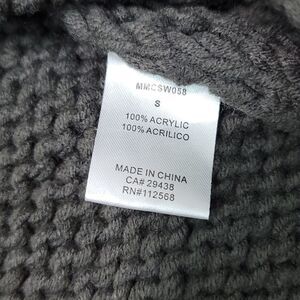 MMCSW058
S
100% ACRYLIC
100% ACRILICO
MADE IN CHINA
CA# 29438
RN#112568